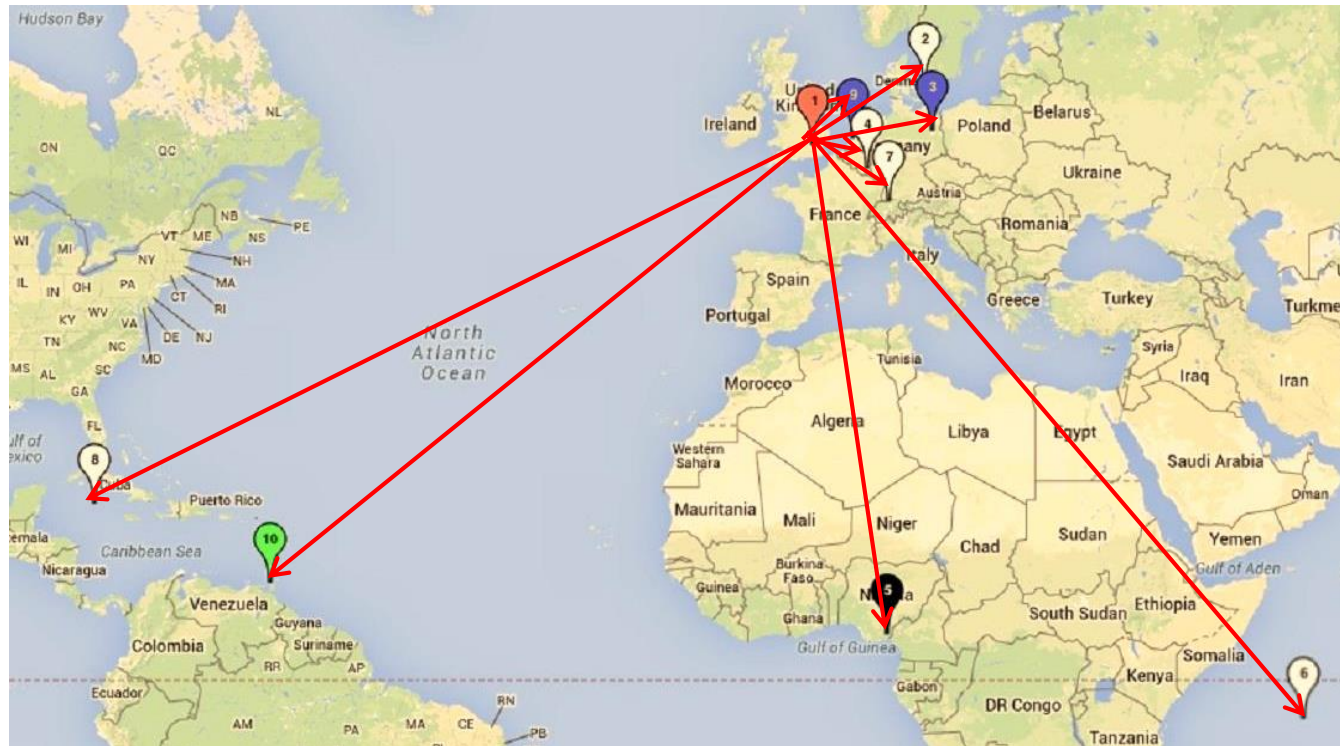 Hudson Bay
NL
ON
QC
NB
PE
WI
MI
VT
ME
NS
NY
NH
MA
IL
IN
OH
PA
CT
RI
KY
WV
VA
DE
NJ
TN
NC
MD
MS
AL
SC
GA
FL
Cuba
Puerto Rico
Caribbean Sea
Nicaragua
Venezuela
Guyana
Colombia
Suriname
RR
AP
Ecuador
RN
AM
PA
MA
CE
PB
North
Atlantic
Ocean
2
3
1
9
4
7
Ireland
Poland
Belarus
Ukraine
Austria
France
Romania
Italy
Spain
Portugal
Greece
Turkey
Tunisia
Syria
Iraq
Iran
Morocco
Algeria
Libya
Egypt
Western
Sahara
Saudi Arabia
Oman
Mauritania
Mali
Niger
Chad
Sudan
Yemen
Gulf of Aden
Burkina
Faso
Guinea
Ghana
South Sudan
Ethiopia
Gulf of Guinea
Somalia
Gabon
Kenya
DR Congo
Tanzania
8
10
5
6